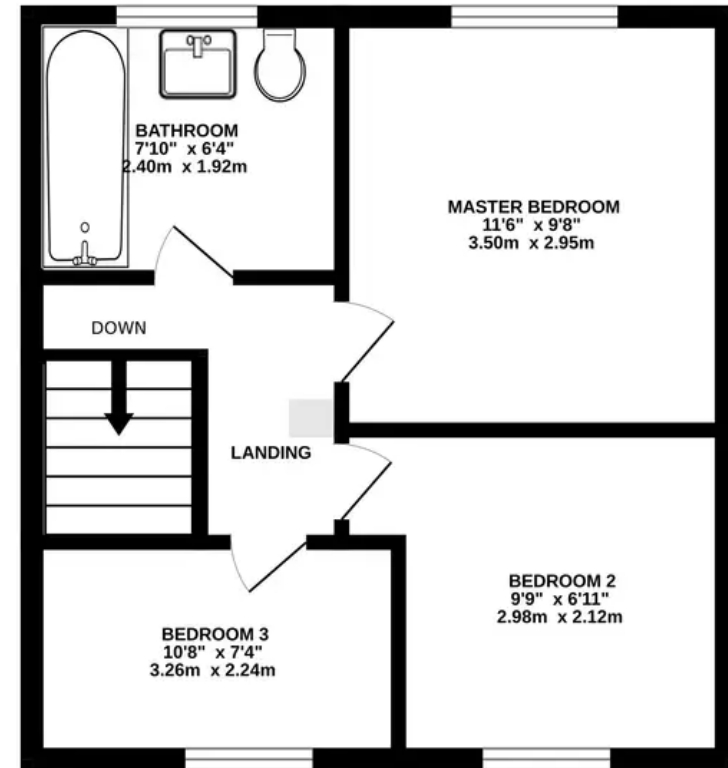 BATHROOM
7'10" x 6'4"
2.40m x 1.92m
MASTER BEDROOM
11'6" x 9'8"
3.50m x 2.95m
DOWN
LANDING
BEDROOM 2
9'9" x 6'11"
2.98m x 2.12m
BEDROOM 3
10'8" x 7'4"
3.26m x 2.24m